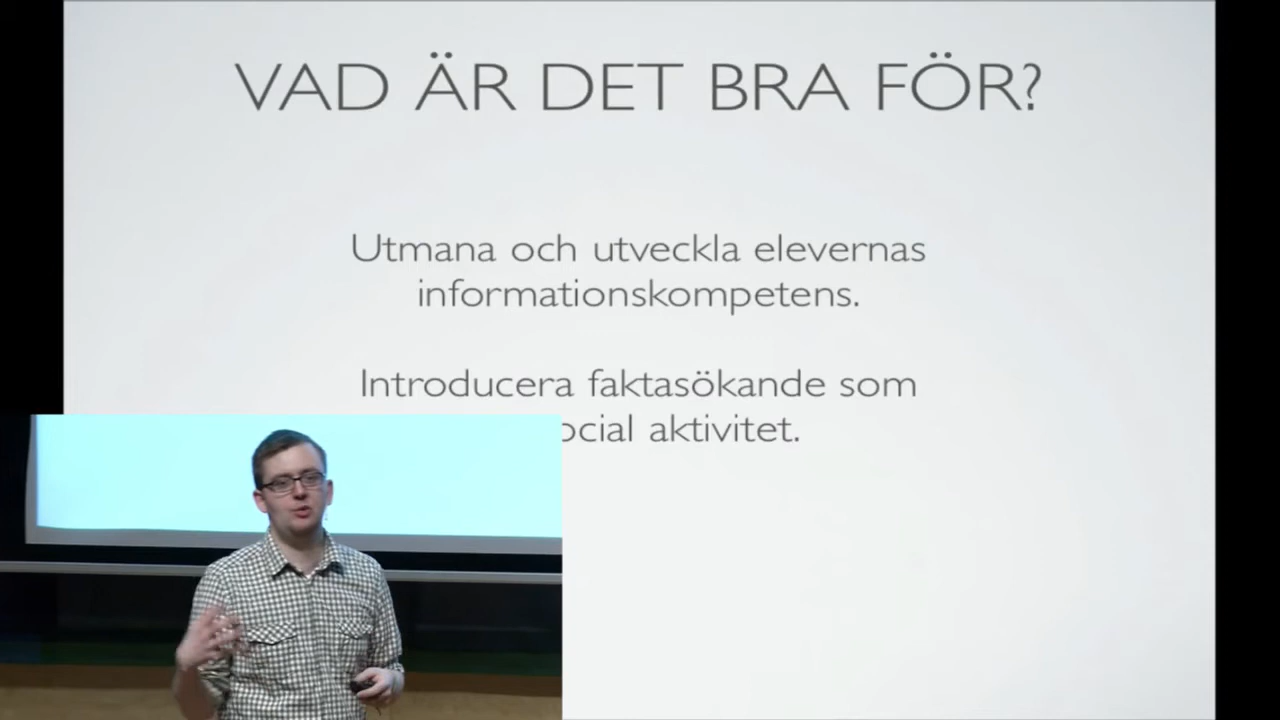 VAD ÄR DET BRA FÖR?
Utmana och utveckla elevernas
informationskompetens.
Introducera faktasökande som
ocial aktivitet.